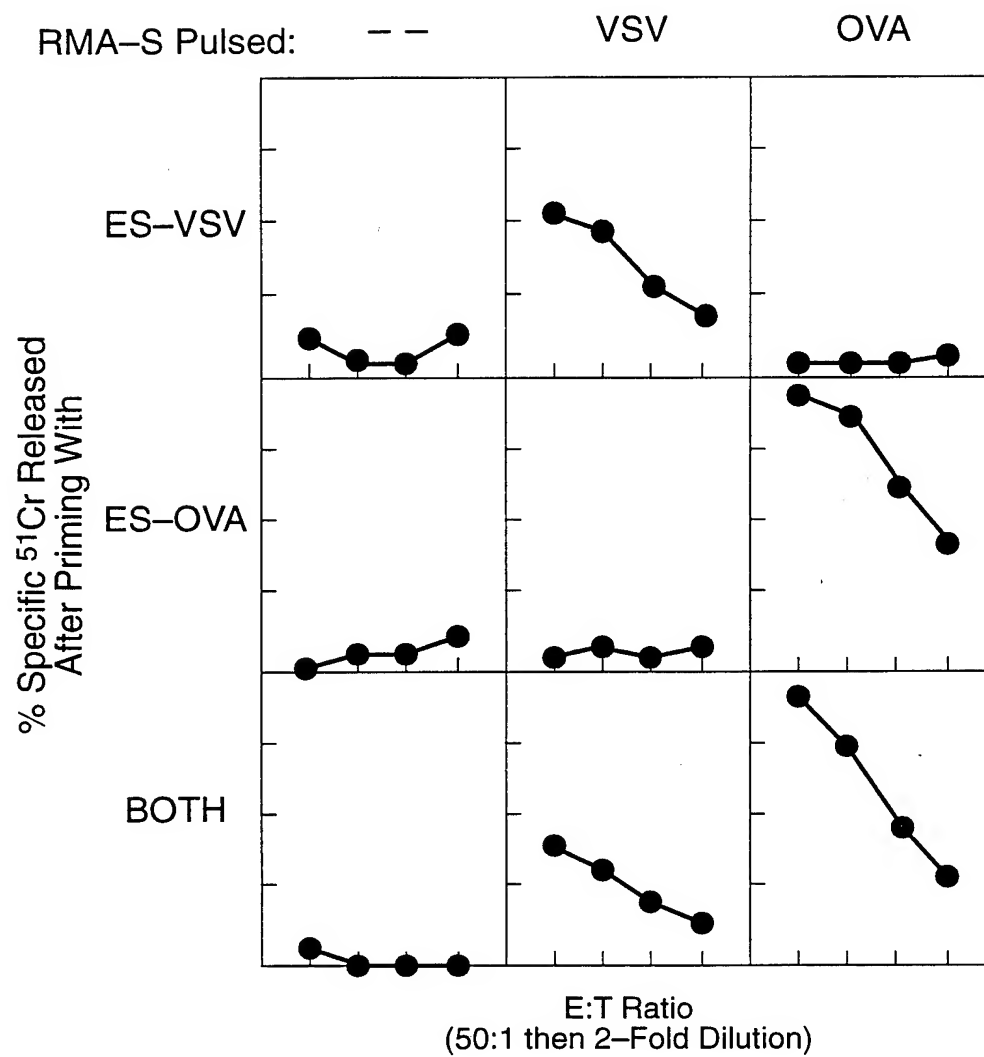 RMA–S Pulsed: – – VSV OVA
ES–VSV
% Specific ⁵¹Cr Released
After Priming With
ES–OVA
BOTH
E:T Ratio
(50:1 then 2–Fold Dilution)